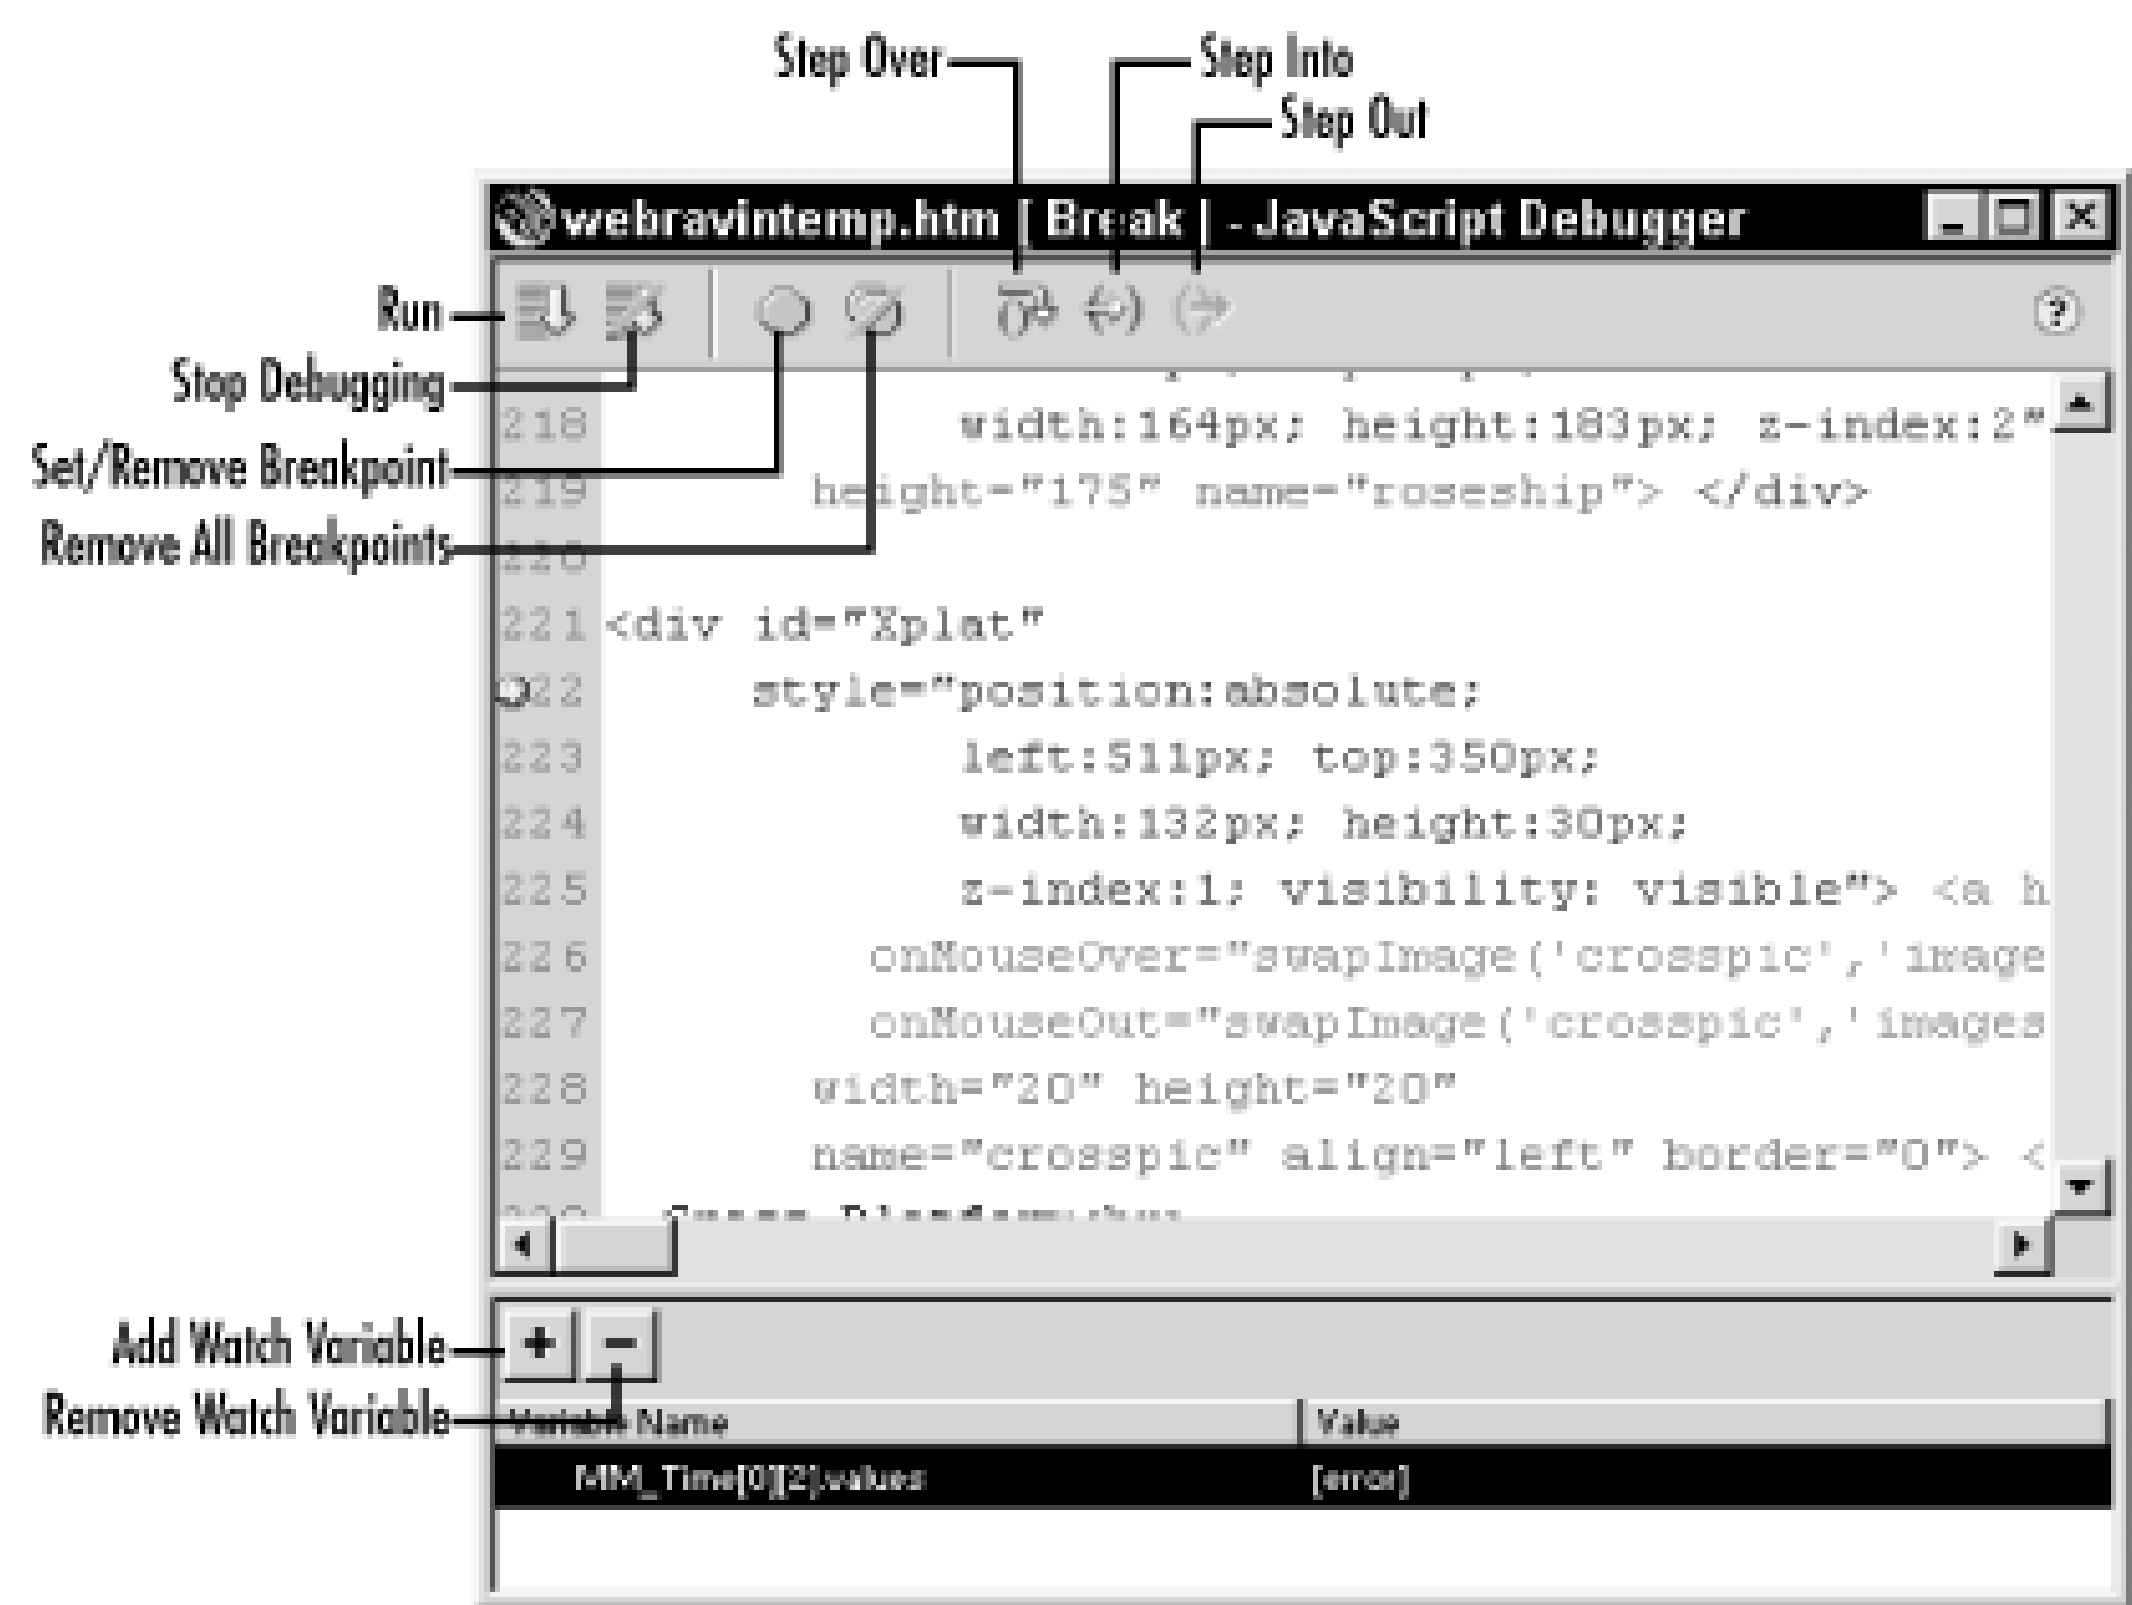 Step Over
Step Into
Step Out
webravintemp.htm [ Break ] - JavaScript Debugger
Run
Stop Debugging
Set/Remove Breakpoint
Remove All Breakpoints
?
218 width:164px; height:183px; z-index:2"
219 height="175" name="roseship"> </div>
220
221 <div id="Xplat"
222 style="position:absolute;
223 left:511px; top:350px;
224 width:132px; height:30px;
225 z-index:1; visibility: visible"> <a h
226 onMouseOver="swapImage('crosspic','image
227 onMouseOut="swapImage('crosspic','images
228 width="20" height="20"
229 name="crosspic" align="left" border="0"> <
Add Watch Variable
+ -
Remove Watch Variable
Variable Name Value
MM_Time[0][2].values [error]